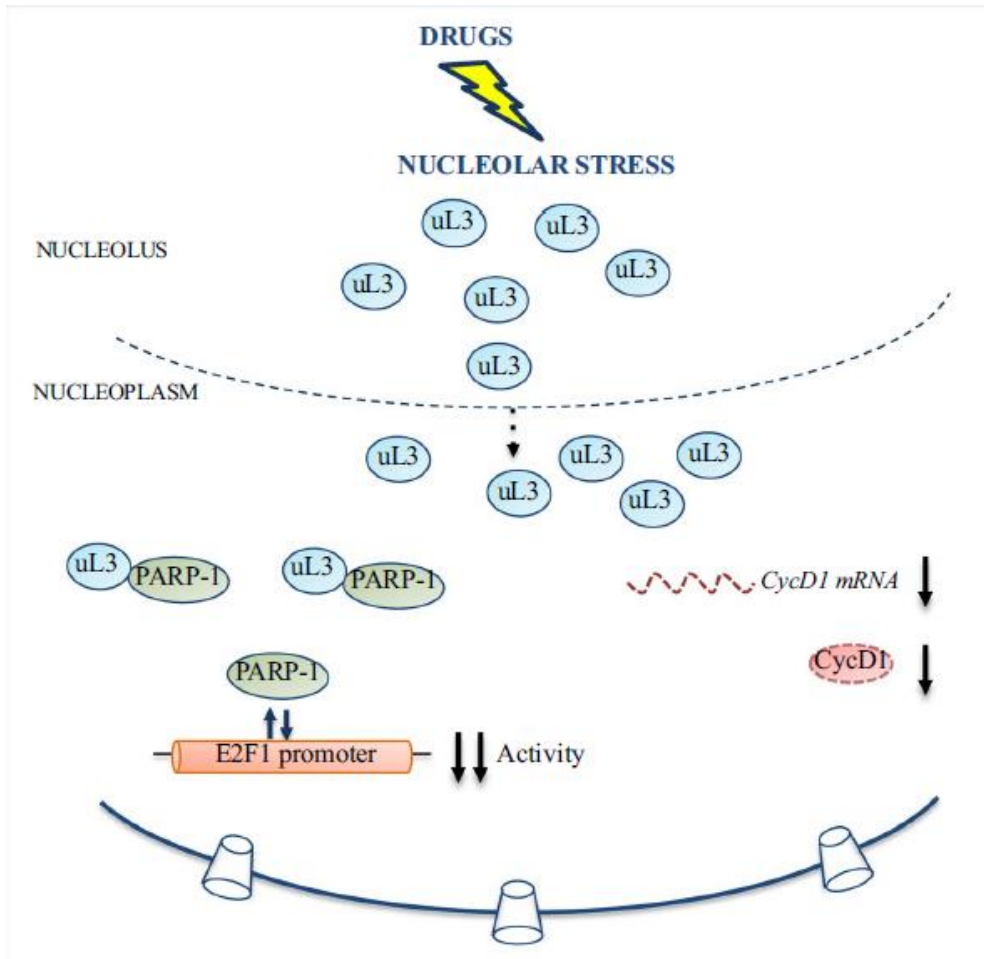 DRUGS
NUCLEOLAR STRESS
uL3
uL3
NUCLEOLUS
uL3
uL3
uL3
uL3
NUCLEOPLASM
uL3
uL3
uL3
uL3
uL3
uL3
PARP-1
uL3
PARP-1
CycD1 mRNA
CycD1
PARP-1
E2F1 promoter
Activity